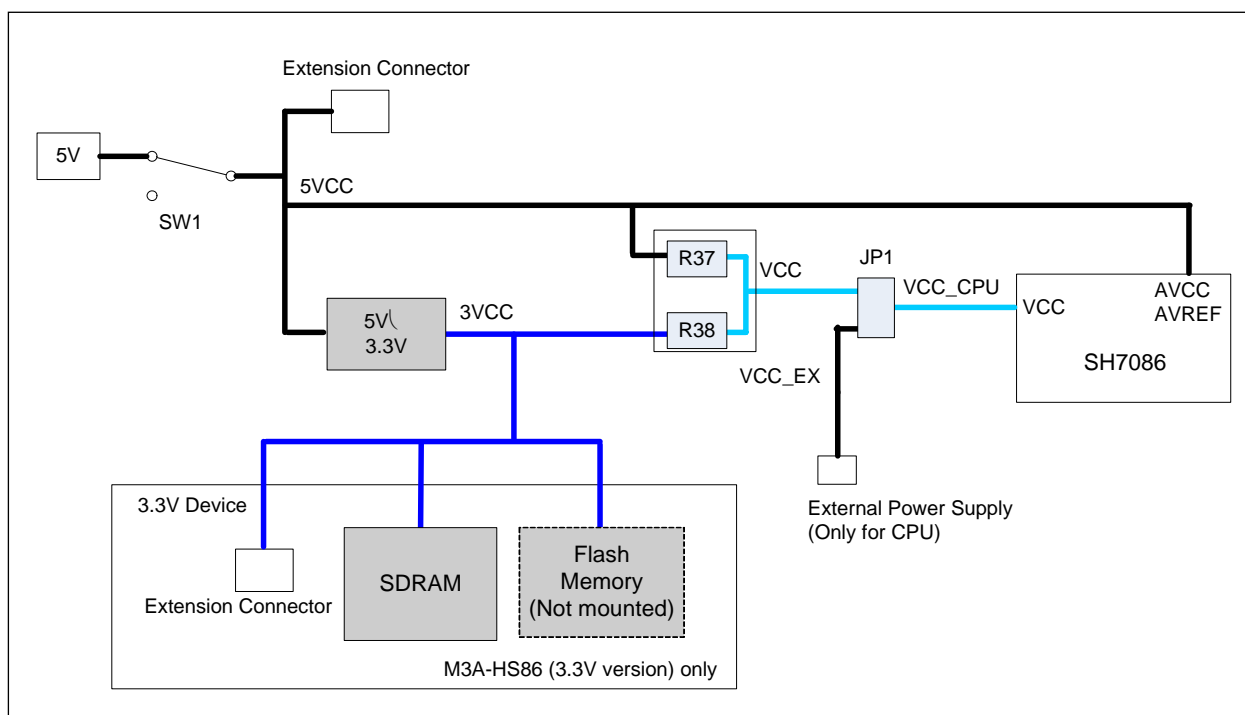 Extension Connector
5V
5VCC
SW1
R37
VCC
JP1
VCC_CPU
VCC
AVCC
AVREF
SH7086
5V
3.3V
3VCC
R38
VCC_EX
External Power Supply
(Only for CPU)
3.3V Device
Extension Connector
SDRAM
Flash
Memory
(Not mounted)
M3A-HS86 (3.3V version) only